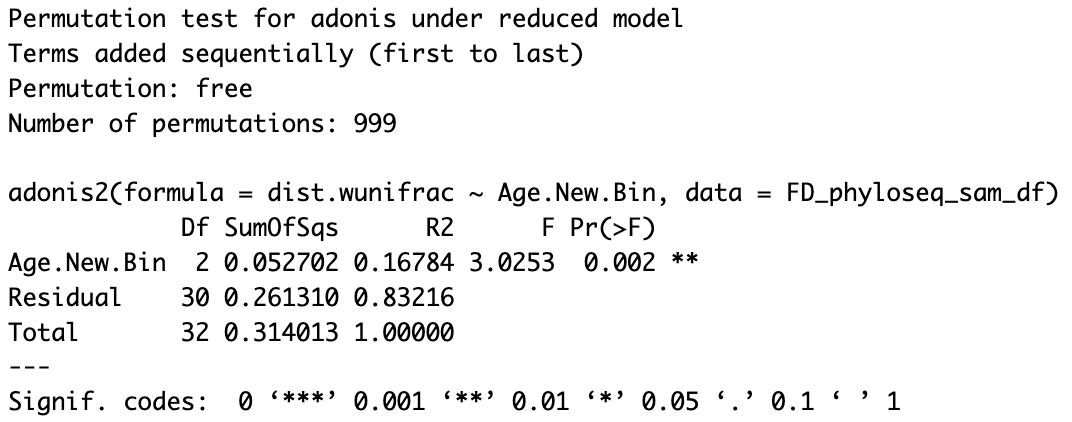 Permutation test for adonis under reduced model
Terms added sequentially (first to last)
Permutation: free
Number of permutations: 999

adonis2(formula = dist.wunifrac ~ Age.New.Bin, data = FD_phyloseq_sam_df)
            Df SumOfSqs      R2      F Pr(>F)
Age.New.Bin  2 0.052702 0.16784 3.0253  0.002 **
Residual    30 0.261310 0.83216
Total       32 0.314013 1.00000
---
Signif. codes:  0 ‘***’ 0.001 ‘**’ 0.01 ‘*’ 0.05 ‘.’ 0.1 ‘ ’ 1